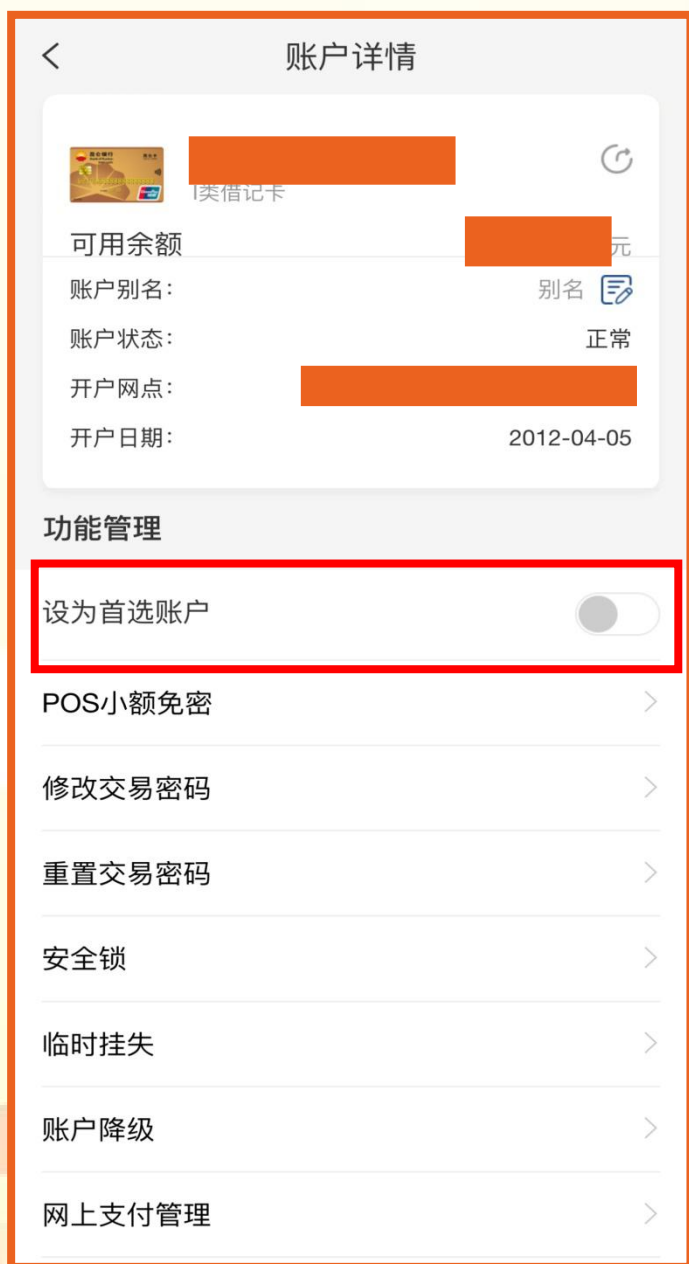 账户详情
昆仑银行
I类借记卡
可用余额
元
账户别名：
别名
账户状态：
正常
开户网点：
开户日期：
2012-04-05
功能管理
设为首选账户
POS小额免密
修改交易密码
重置交易密码
安全锁
临时挂失
账户降级
网上支付管理